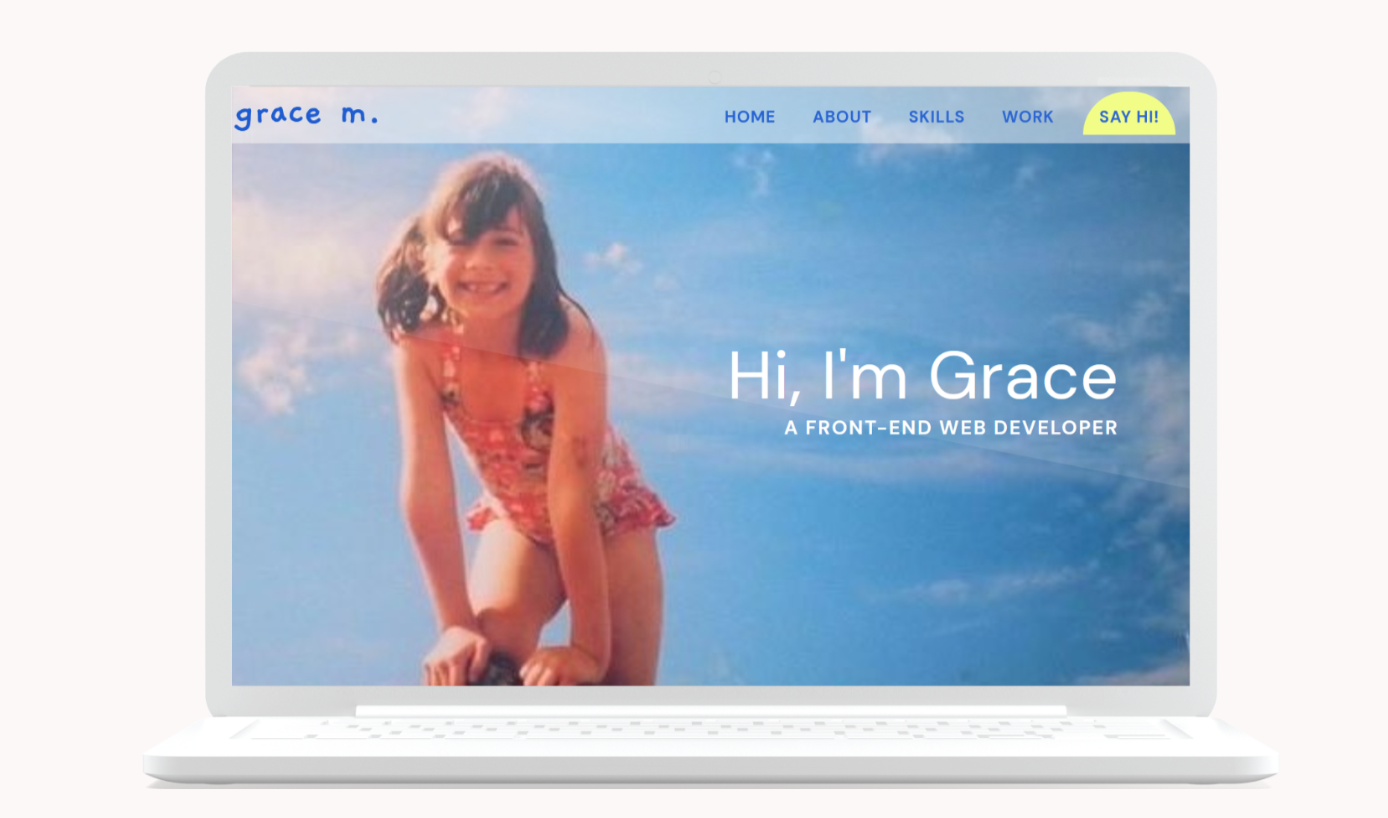 grace m.
HOME ABOUT SKILLS WORK SAY HI!
Hi, I'm Grace
A FRONT-END WEB DEVELOPER